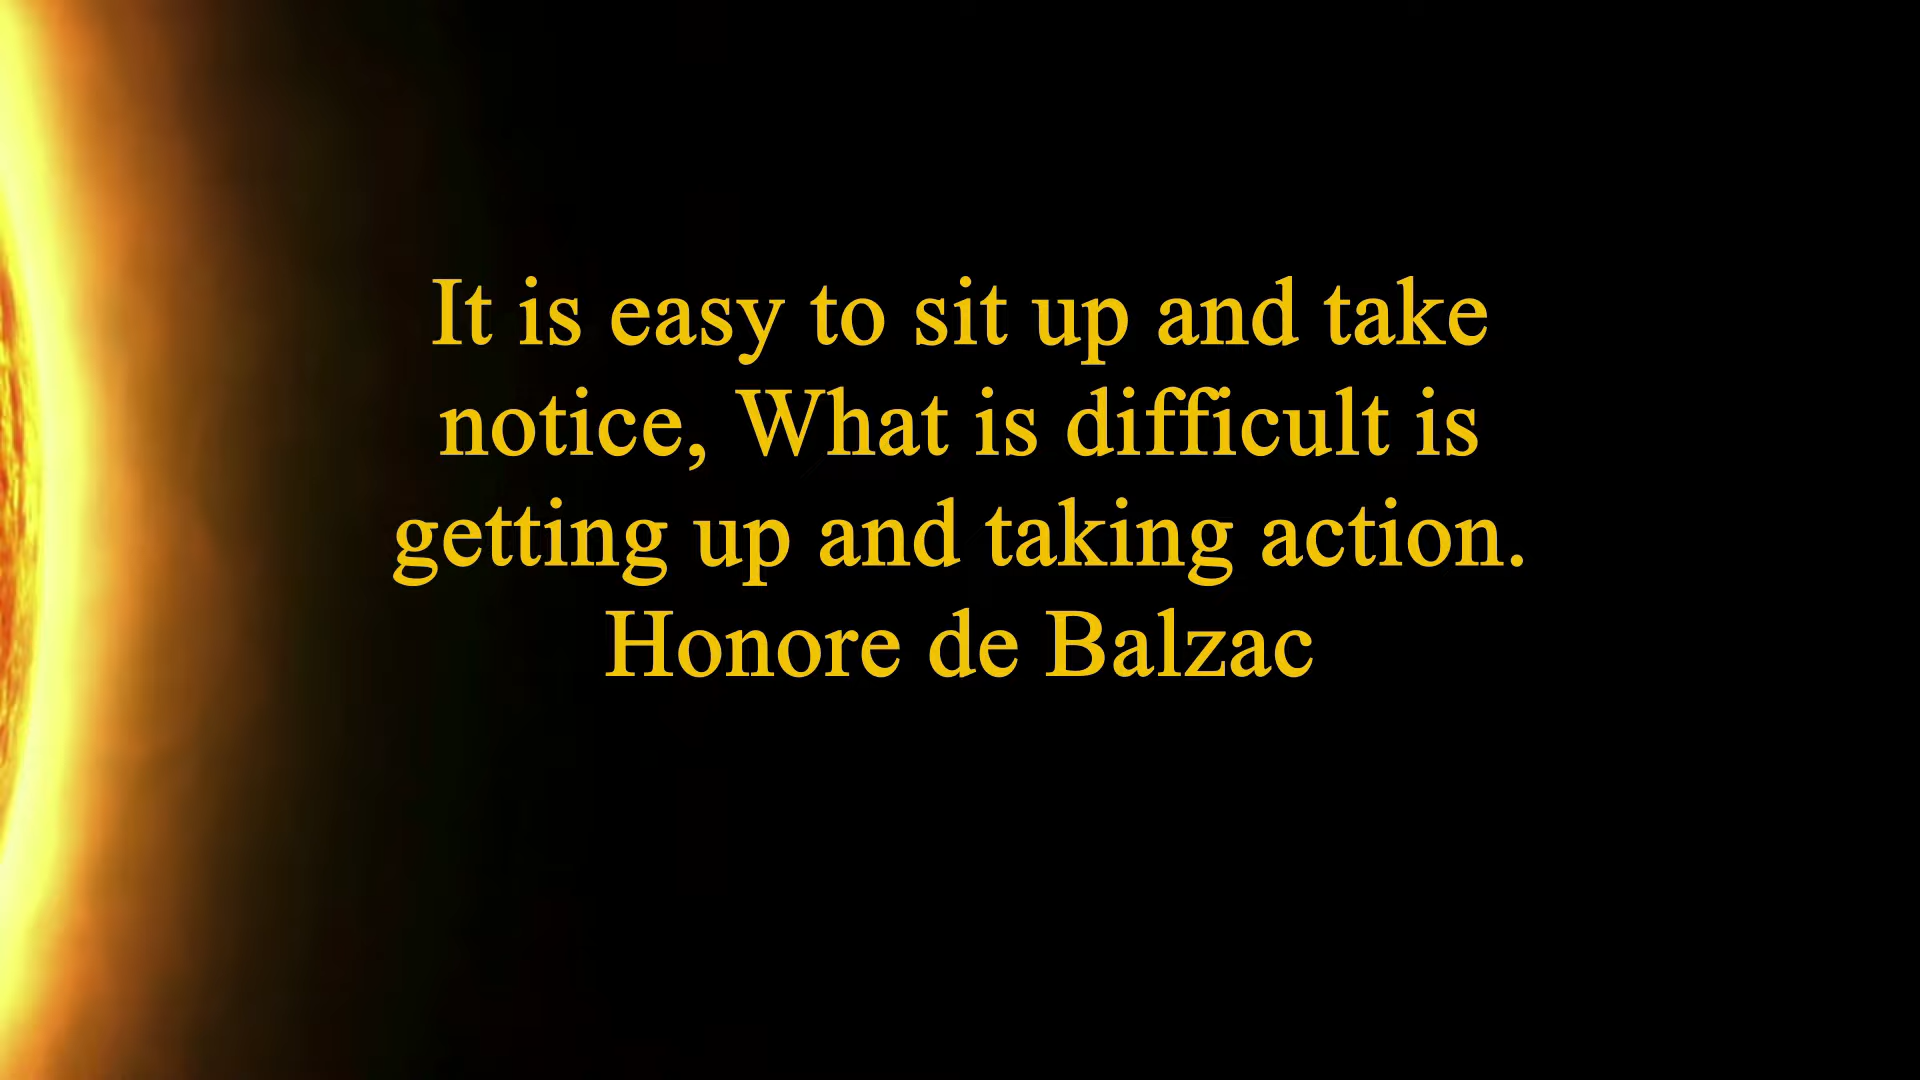 It is easy to sit up and take
notice, What is difficult is
getting up and taking action.
Honore de Balzac